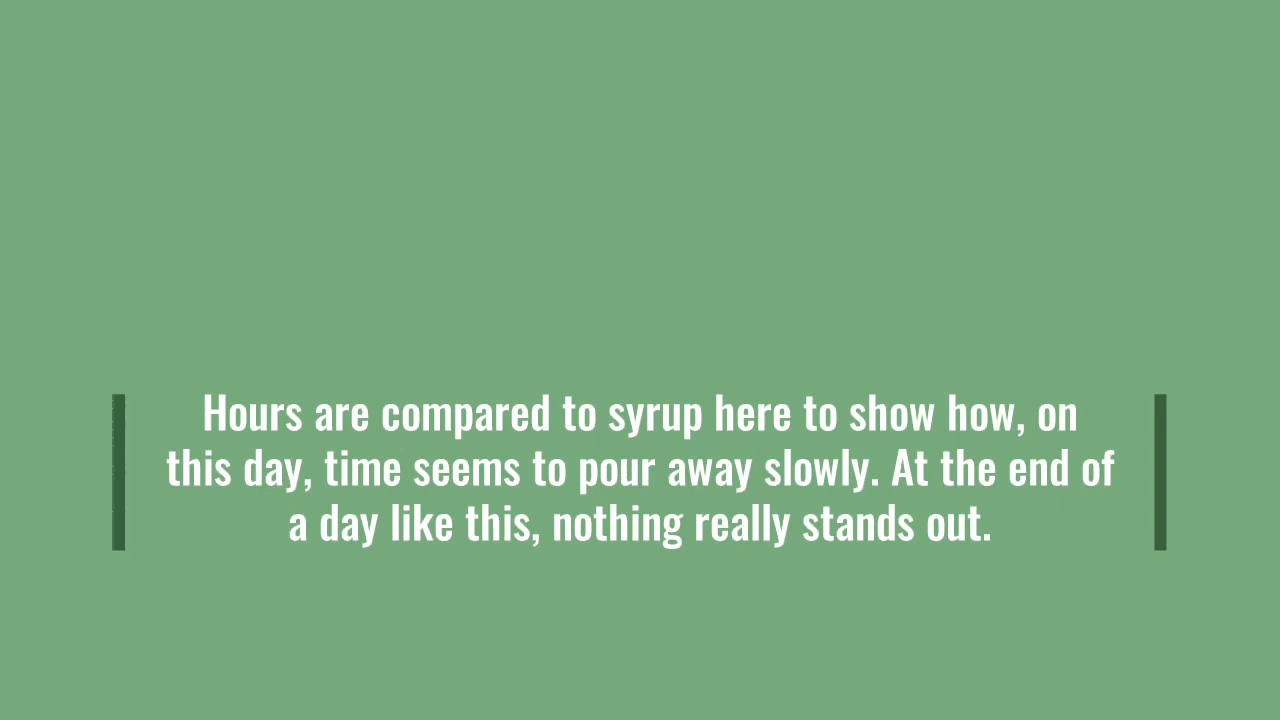 Hours are compared to syrup here to show how, on
this day, time seems to pour away slowly. At the end of
a day like this, nothing really stands out.